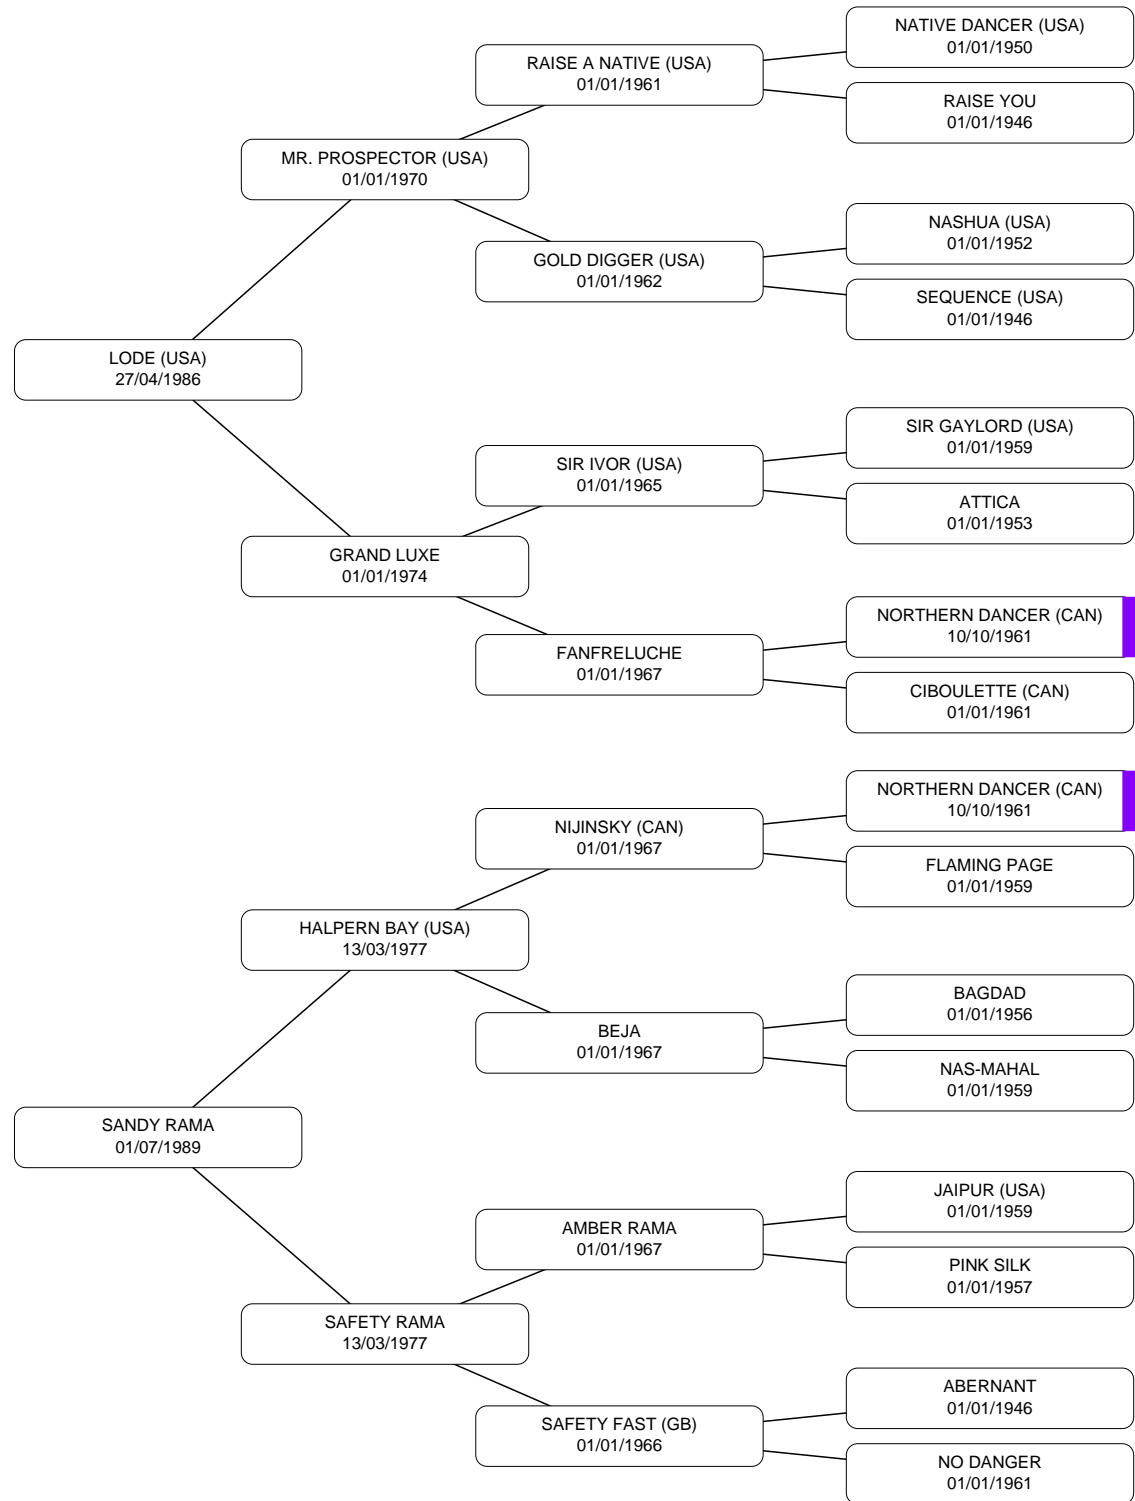 NATIVE DANCER (USA)
01/01/1950
RAISE A NATIVE (USA)
01/01/1961
RAISE YOU
01/01/1946
MR. PROSPECTOR (USA)
01/01/1970
NASHUA (USA)
01/01/1952
GOLD DIGGER (USA)
01/01/1962
SEQUENCE (USA)
01/01/1946
LODE (USA)
27/04/1986
SIR GAYLORD (USA)
01/01/1959
SIR IVOR (USA)
01/01/1965
ATTICA
01/01/1953
GRAND LUXE
01/01/1974
NORTHERN DANCER (CAN)
10/10/1961
FANFRELUCHE
01/01/1967
CIBOULETTE (CAN)
01/01/1961
NORTHERN DANCER (CAN)
10/10/1961
NIJINSKY (CAN)
01/01/1967
FLAMING PAGE
01/01/1959
HALPERN BAY (USA)
13/03/1977
BAGDAD
01/01/1956
BEJA
01/01/1967
NAS-MAHAL
01/01/1959
SANDY RAMA
01/07/1989
JAIPUR (USA)
01/01/1959
AMBER RAMA
01/01/1967
PINK SILK
01/01/1957
SAFETY RAMA
13/03/1977
ABERNANT
01/01/1946
SAFETY FAST (GB)
01/01/1966
NO DANGER
01/01/1961